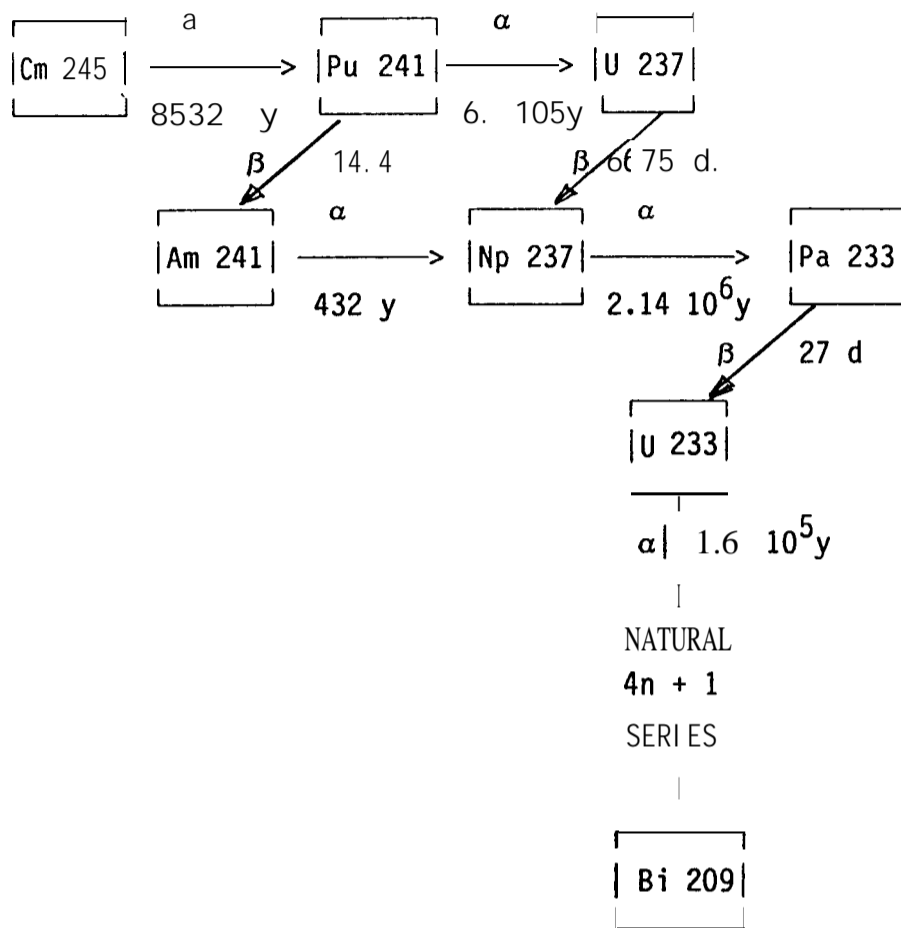 a α
Cm 245 Pu 241 U 237
8532 y 6. 105y
β 14.4 β 6 75 d.
α α
Am 241 Np 237 Pa 233
432 y 2.14 10⁶y
β 27 d
U 233
α 1.6 10⁵y
NATURAL
4n + 1
SERIES
Bi 209